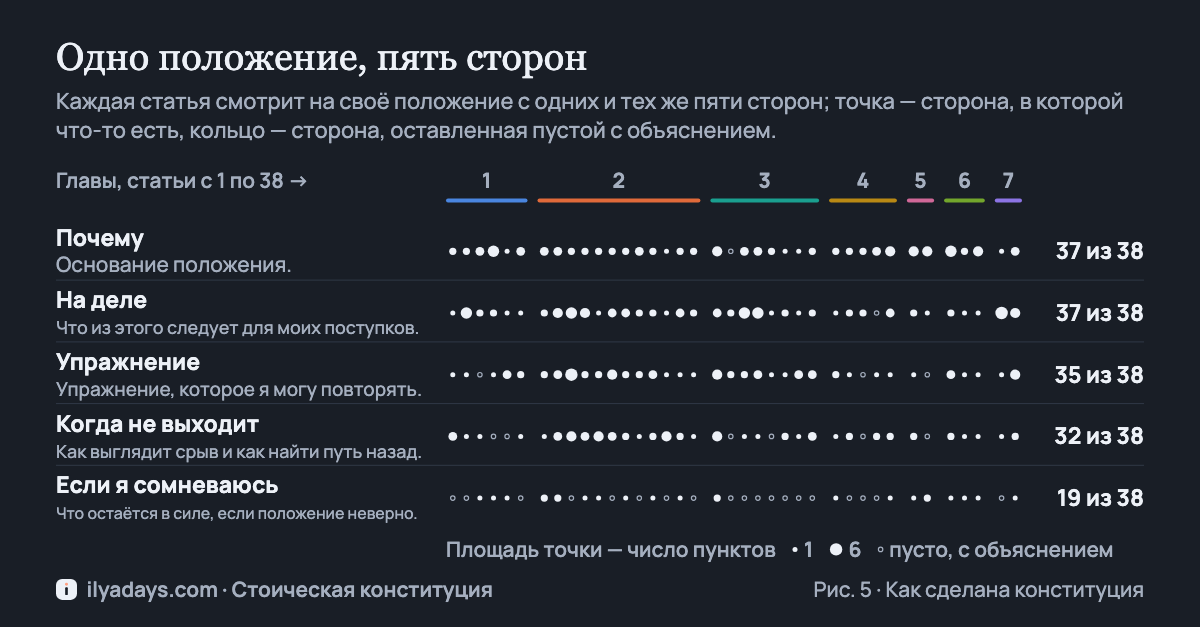 Одно положение, пять сторон
Каждая статья смотрит на своё положение с одних и тех же пяти сторон; точка — сторона, в которой
что-то есть, кольцо — сторона, оставленная пустой с объяснением.
Главы, статьи с 1 по 38 → 1 2 3 4 5 6 7
Почему
Основание положения.
37 из 38
На деле
Что из этого следует для моих поступков.
37 из 38
Упражнение
Упражнение, которое я могу повторять.
35 из 38
Когда не выходит
Как выглядит срыв и как найти путь назад.
32 из 38
Если я сомневаюсь
Что остаётся в силе, если положение неверно.
19 из 38
Площадь точки — число пунктов 1 6 пусто, с объяснением
i ilyadays.com · Стоическая конституция
Рис. 5 · Как сделана конституция